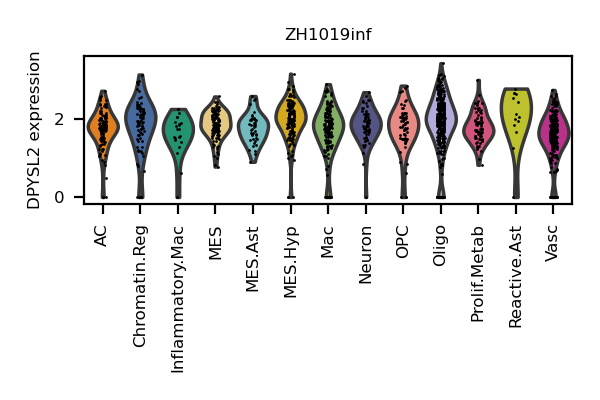 ZH1019inf
DPYSL2 expression
2
0
AC
Chromatin.Reg
Inflammatory.Mac
MES
MES.Ast
MES.Hyp
Mac
Neuron
OPC
Oligo
Prolif.Metab
Reactive.Ast
Vasc